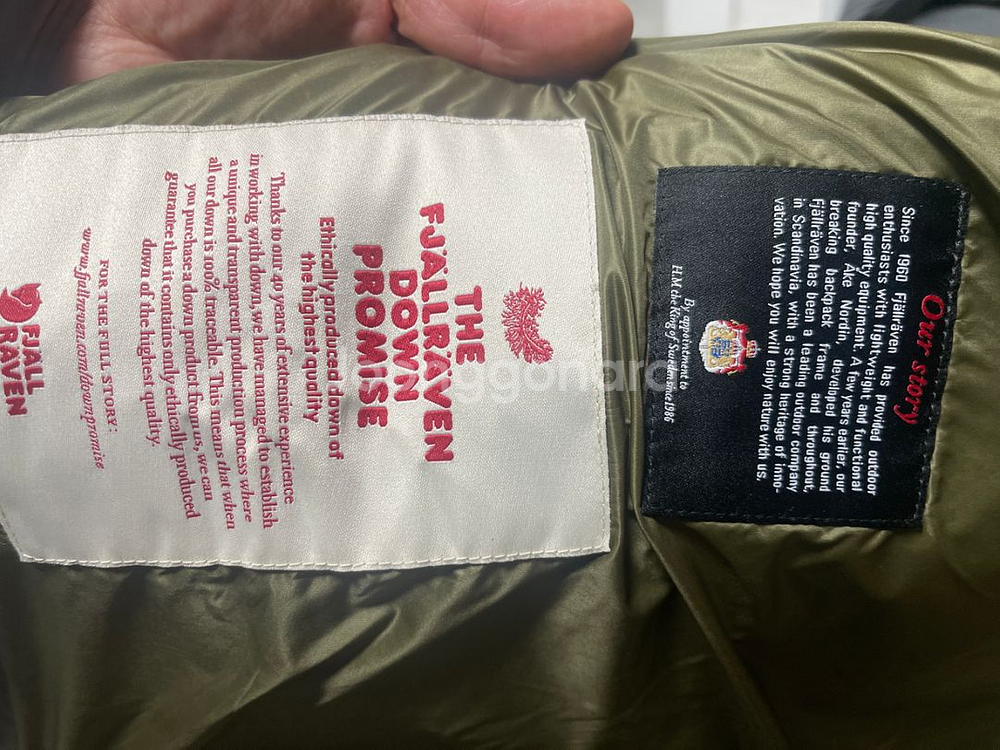 Our story
Since 1960 Fjällräven has provided outdoor
enthusiasts with lightweight and functional
high quality equipment. A few years earlier, our
founder, Åke Nordin, developed his ground
breaking backpack frame and throughout,
Fjällräven has been a leading outdoor company
in Scandinavia, with a strong heritage of inno-
vation. We hope you will enjoy nature with us.
By appointment to
H.M. the King of Sweden since 1986
THE
FJÄLLRÄVEN
DOWN
PROMISE
Ethically produced down of
the highest quality
Thanks to our 40 years of extensive experience
in working with down, we have managed to establish
a unique and transparent production process where
all our down is 100% traceable. This means that when
you purchase a down product from us, we can
guarantee that it contains only ethically produced
down of the highest quality.
FOR THE FULL STORY:
www.fjallraven.com/downpromise
FJALL
RAVEN